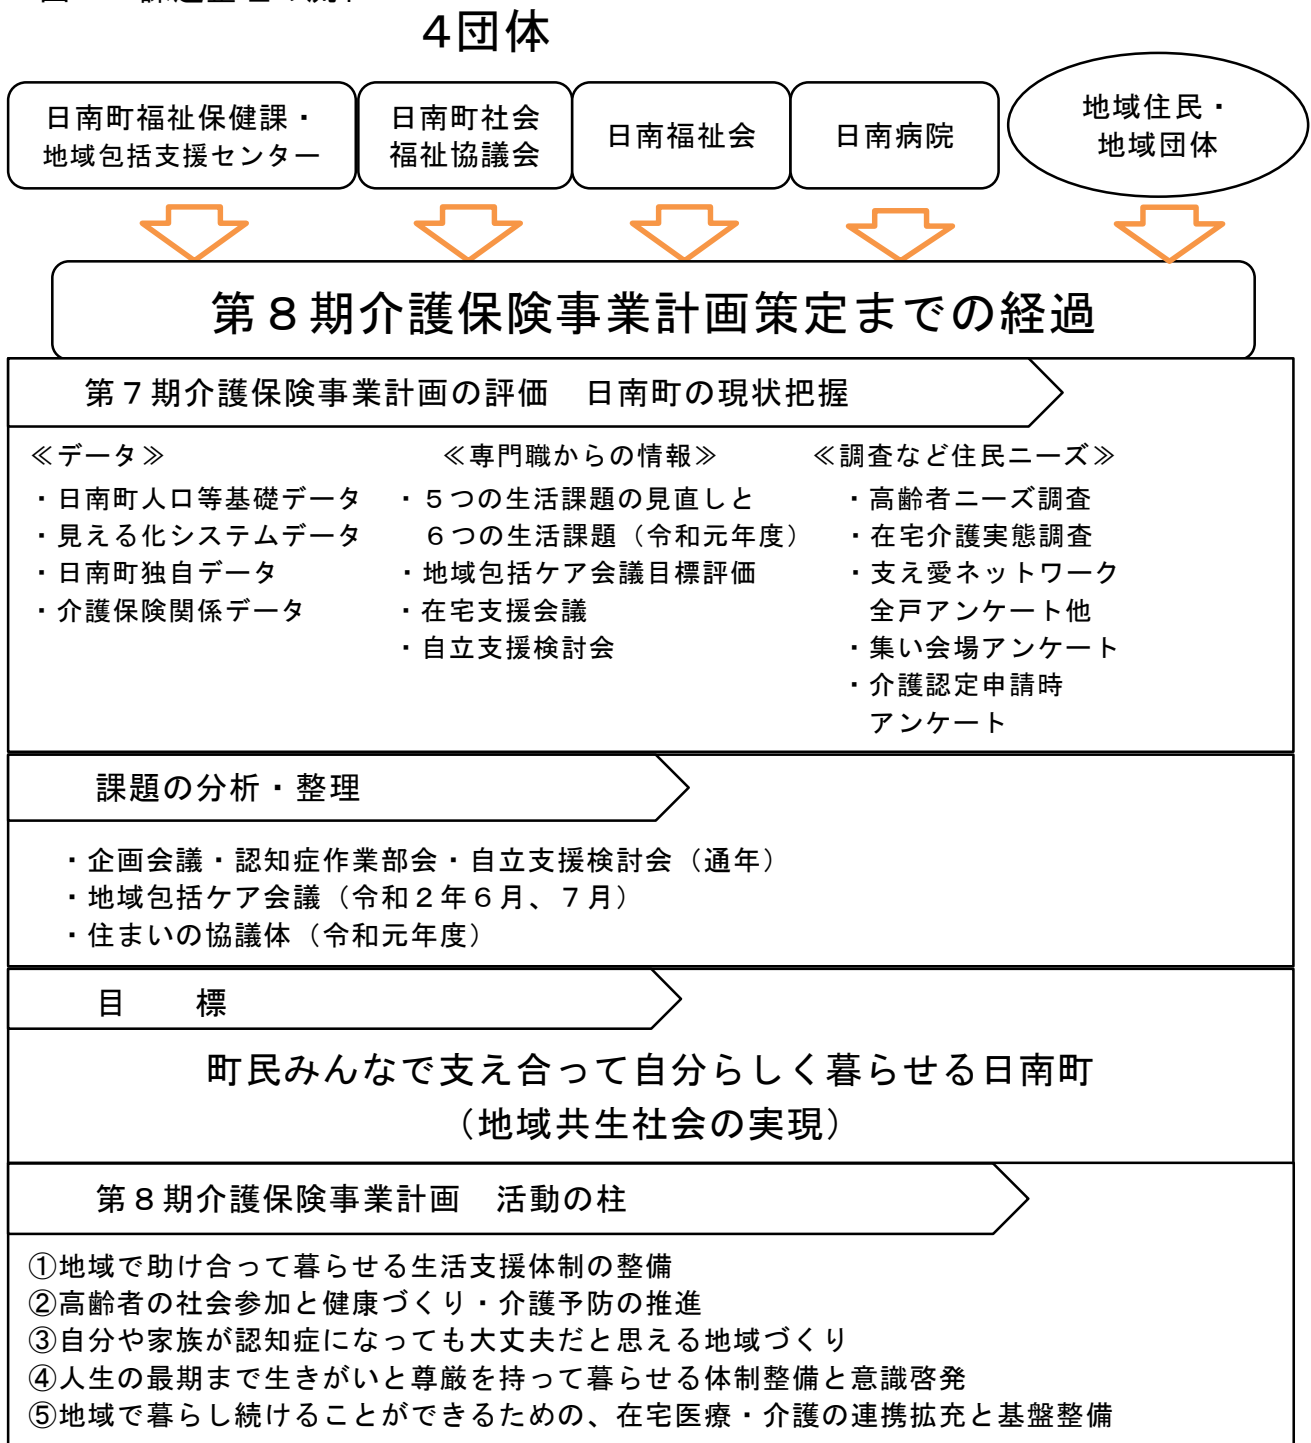 4団体
日南町福祉保健課・
地域包括支援センター
日南町社会
福祉協議会
日南福祉会
日南病院
地域住民・
地域団体
第８期介護保険事業計画策定までの経過
第７期介護保険事業計画の評価　日南町の現状把握
≪データ≫
・日南町人口等基礎データ
・見える化システムデータ
・日南町独自データ
・介護保険関係データ
≪専門職からの情報≫
・５つの生活課題の見直しと
６つの生活課題（令和元年度）
・地域包括ケア会議目標評価
・在宅支援会議
・自立支援検討会
≪調査など住民ニーズ≫
・高齢者ニーズ調査
・在宅介護実態調査
・支え愛ネットワーク
全戸アンケート他
・集い会場アンケート
・介護認定申請時
アンケート
課題の分析・整理
・企画会議・認知症作業部会・自立支援検討会（通年）
・地域包括ケア会議（令和２年６月、７月）
・住まいの協議体（令和元年度）
目　　標
町民みんなで支え合って自分らしく暮らせる日南町
（地域共生社会の実現）
第８期介護保険事業計画　活動の柱
①地域で助け合って暮らせる生活支援体制の整備
②高齢者の社会参加と健康づくり・介護予防の推進
③自分や家族が認知症になっても大丈夫だと思える地域づくり
④人生の最期まで生きがいと尊厳を持って暮らせる体制整備と意識啓発
⑤地域で暮らし続けることができるための、在宅医療・介護の連携拡充と基盤整備